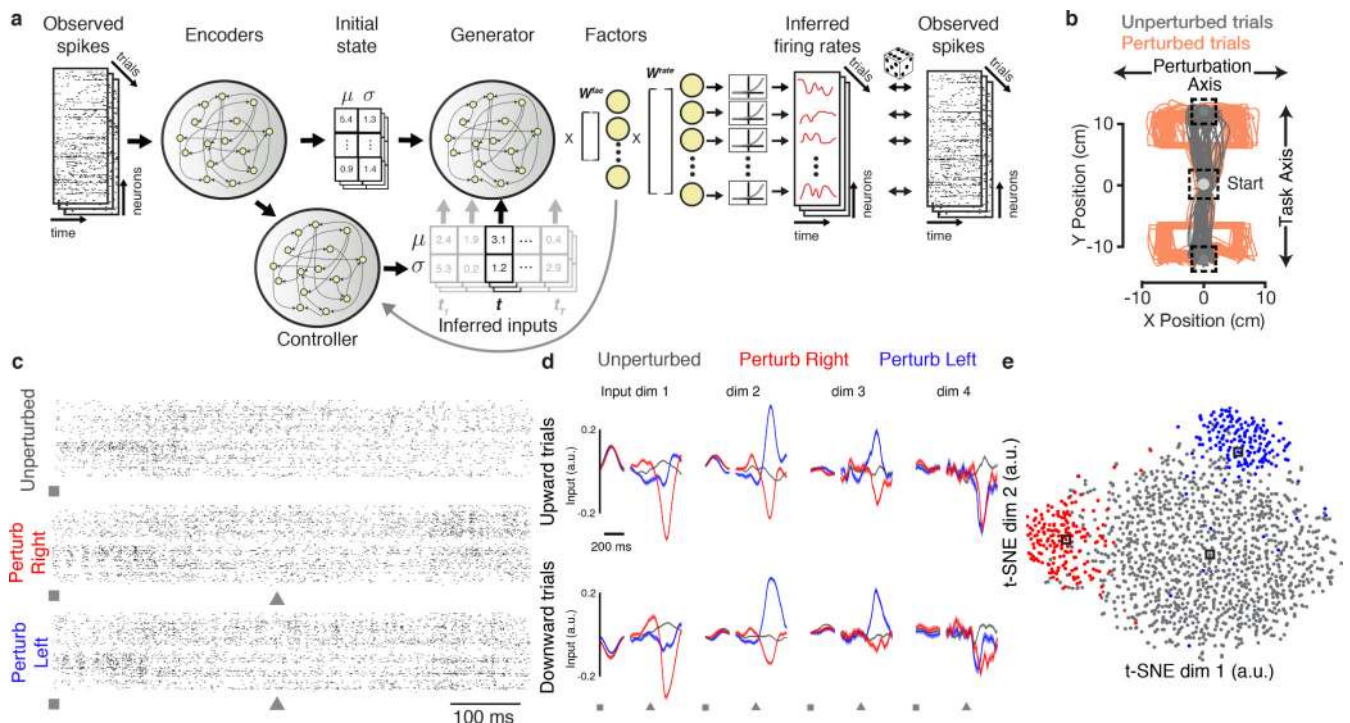 a
Observed
spikes
Encoders
Initial
state
Generator
Factors
Inferred
firing rates
Observed
spikes
trials
μ σ
5.4 1.3
0.9 1.4
W^fac
W^rate
X
X
trials
trials
neurons
time
neurons
time
neurons
time
μ 2.4 1.9 3.1 ... 0.4
σ 5.3 0.2 1.2 ... 2.9
t t
Inferred inputs
Controller
b
Unperturbed trials
Perturbed trials
Perturbation
Axis
10
0
-10
Y Position (cm)
Start
Task Axis
-10 0 10
X Position (cm)
c
Unperturbed
Perturb
Right
Perturb
Left
100 ms
d
Unperturbed Perturb Right Perturb Left
Input dim 1 dim 2 dim 3 dim 4
Upward trials
Input (a.u.)
0.2
-0.2
200 ms
Downward trials
Input (a.u.)
0.2
-0.2
e
t-SNE dim 2 (a.u.)
t-SNE dim 1 (a.u.)